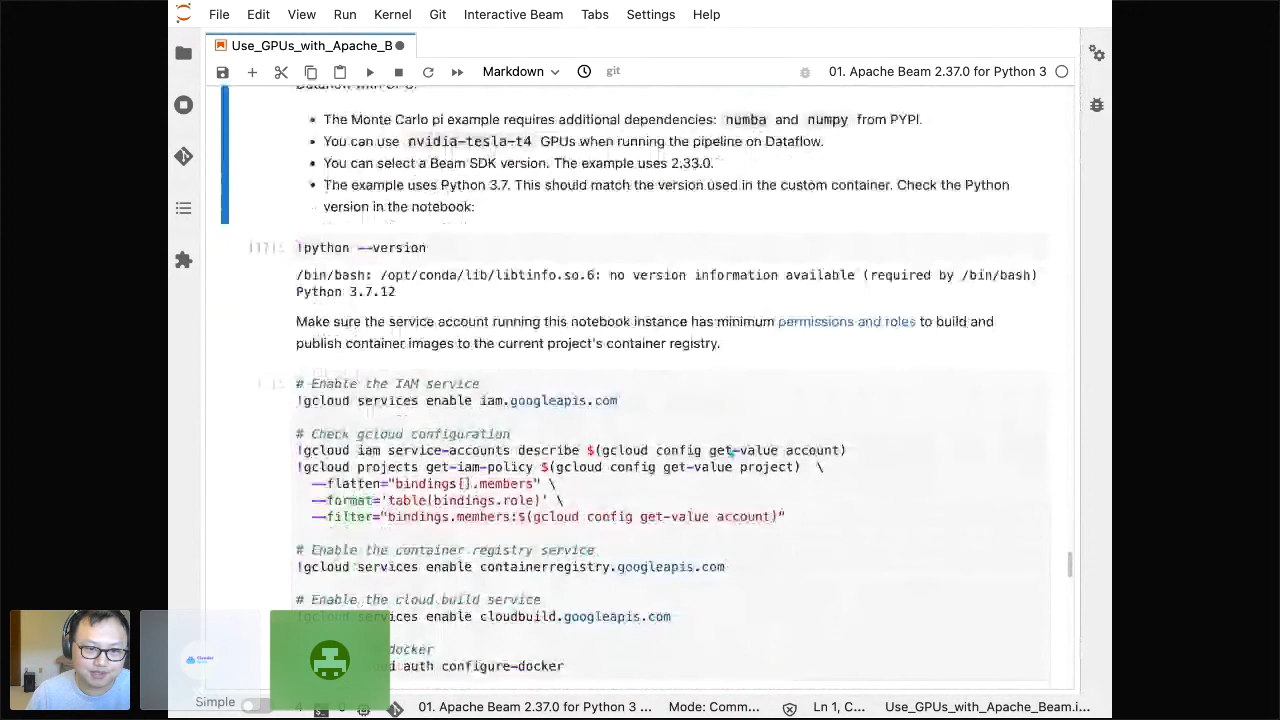 File Edit View Run Kernel Git Interactive Beam Tabs Settings Help
Use_GPUs_with_Apache_B
Markdown git 01. Apache Beam 2.37.0 for Python 3
The Monte Carlo pi example requires additional dependencies: numba and numpy from PYPI.
You can use nvidia-tesla-t4 GPUs when running the pipeline on Dataflow.
You can select a Beam SDK version. The example uses 2.33.0.
The example uses Python 3.7. This should match the version used in the custom container. Check the Python
version in the notebook:
[17]: !python --version
/bin/bash: /opt/conda/lib/libtinfo.so.6: no version information available (required by /bin/bash)
Python 3.7.12
Make sure the service account running this notebook instance has minimum permissions and roles to build and
publish container images to the current project's container registry.
[ ]: # Enable the IAM service
!gcloud services enable iam.googleapis.com
# Check gcloud configuration
!gcloud iam service-accounts describe $(gcloud config get-value account)
!gcloud projects get-iam-policy $(gcloud config get-value project) \
--flatten="bindings[].members" \
--format='table(bindings.role)' \
--filter="bindings.members:$(gcloud config get-value account)"
# Enable the container registry service
!gcloud services enable containerregistry.googleapis.com
# Enable the cloud build service
!gcloud services enable cloudbuild.googleapis.com
docker
auth configure-docker
Simple 4 0 01. Apache Beam 2.37.0 for Python 3 ... Mode: Comm... Ln 1, C... Use_GPUs_with_Apache_Beam.i...